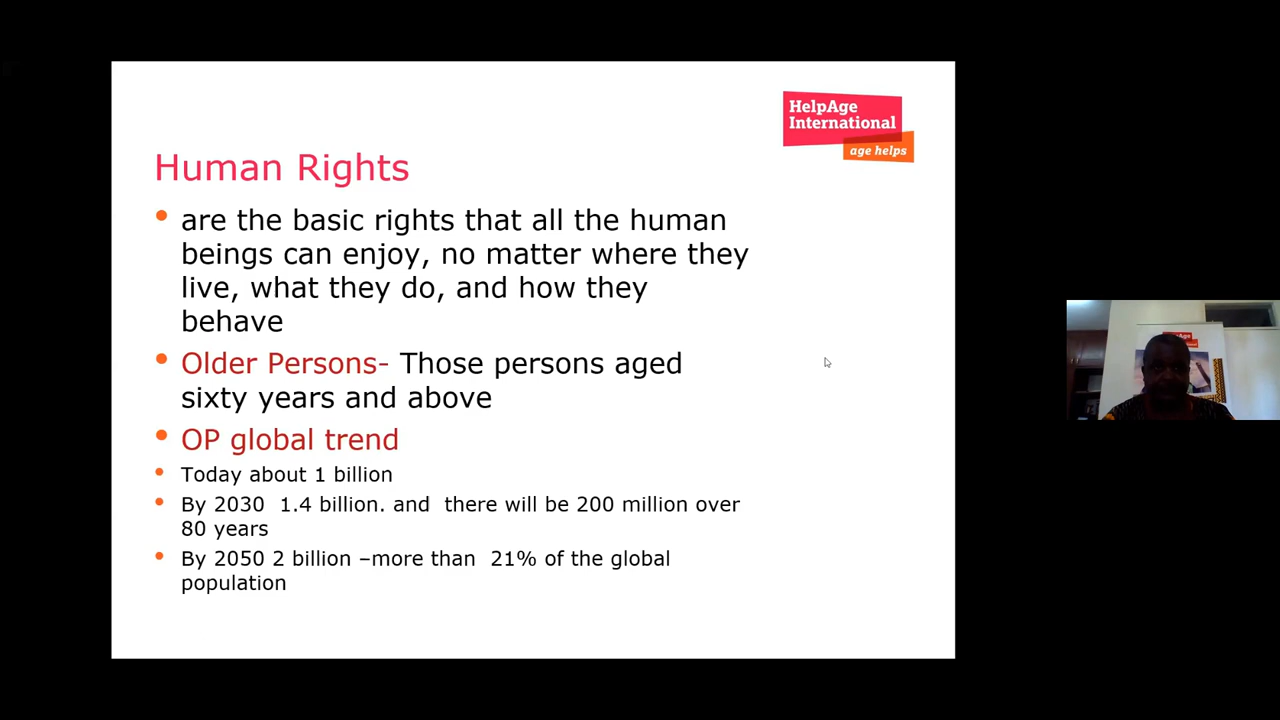 HelpAge
International
age helps
Human Rights
• are the basic rights that all the human
beings can enjoy, no matter where they
live, what they do, and how they
behave
• Older Persons- Those persons aged
sixty years and above
• OP global trend
• Today about 1 billion
• By 2030  1.4 billion. and  there will be 200 million over
80 years
• By 2050 2 billion –more than  21% of the global
population